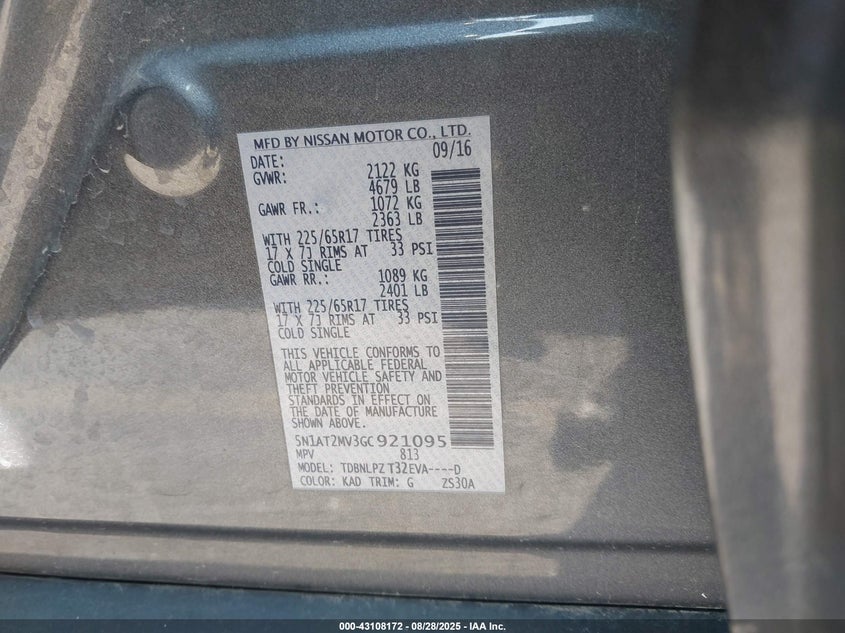 MFD BY NISSAN MOTOR CO., LTD.
DATE: 09/16
GVWR: 2122 KG
4679 LB
GAWR FR.: 1072 KG
2363 LB
WITH 225/65R17 TIRES
17 X 7J RIMS AT 33 PSI
COLD SINGLE
GAWR RR.: 1089 KG
2401 LB
WITH 225/65R17 TIRES
17 X 7J RIMS AT 33 PSI
COLD SINGLE
THIS VEHICLE CONFORMS TO
ALL APPLICABLE FEDERAL
MOTOR VEHICLE SAFETY AND
THEFT PREVENTION
STANDARDS IN EFFECT ON
THE DATE OF MANUFACTURE
SHOWN ABOVE.
5N1AT2MV3GC921095
MPV 813
MODEL: TDBNLPZ T32EVA----D
COLOR: KAD TRIM: G ZS30A
000-43108172 - 08/28/2025 - IAA Inc.